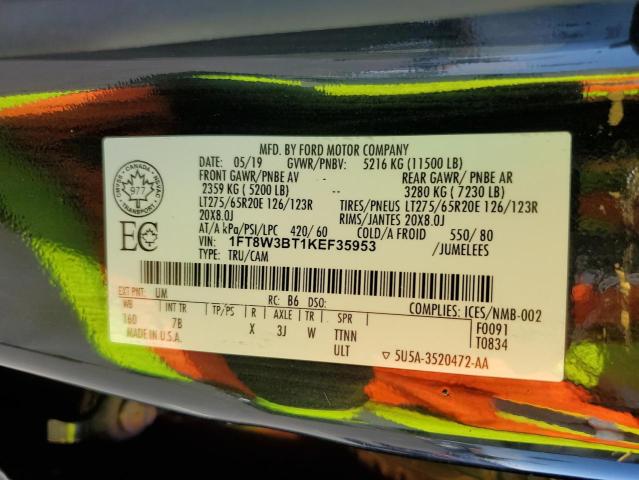 MFD. BY FORD MOTOR COMPANY
DATE: 05/19 GVWR/PNBV: 5216 KG (11500 LB)
FRONT GAWR/PNBE AV - REAR GAWR / PNBE AR
2359 KG ( 5200 LB) -- 3280 KG ( 7230 LB)
LT275/65R20E 126/123R TIRES/PNEUS LT275/65R20E 126/123R
20X8.0J RIMS/JANTES 20X8.0J
AT/A kPa/PSI/LPC 420/60 COLD/A FROID 550/80
VIN: 1FT8W3BT1KEF35953 /JUMELEES
TYPE: TRU/CAM
CANADA
977
TRANSPORT
EC
EXT PNT: UM RC: B6 DSO: COMPLIES: ICES/NMB-002
WB INT TR TP/PS R AXLE TR SPR F0091
160 7B X 3J W TTNN T0834
MADE IN U.S.A. ULT 5U5A-3520472-AA